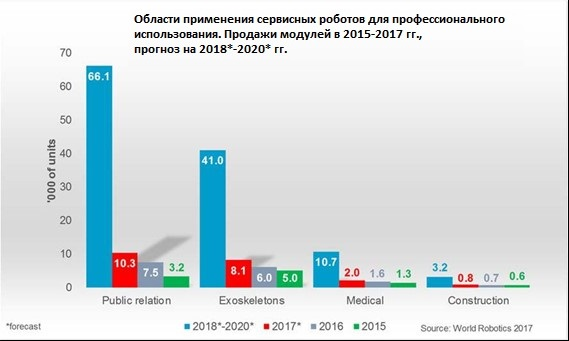 Области применения сервисных роботов для профессионального
использования. Продажи модулей в 2015-2017 гг.,
прогноз на 2018*-2020* гг.
'000 of units
70
60
50
40
30
20
10
0
66.1
10.3
7.5
3.2
41.0
8.1
6.0
5.0
10.7
2.0
1.6
1.3
3.2
0.8
0.7
0.6
Public relation
Exoskeletons
Medical
Construction
*forecast
2018*-2020* 2017* 2016 2015
Source: World Robotics 2017